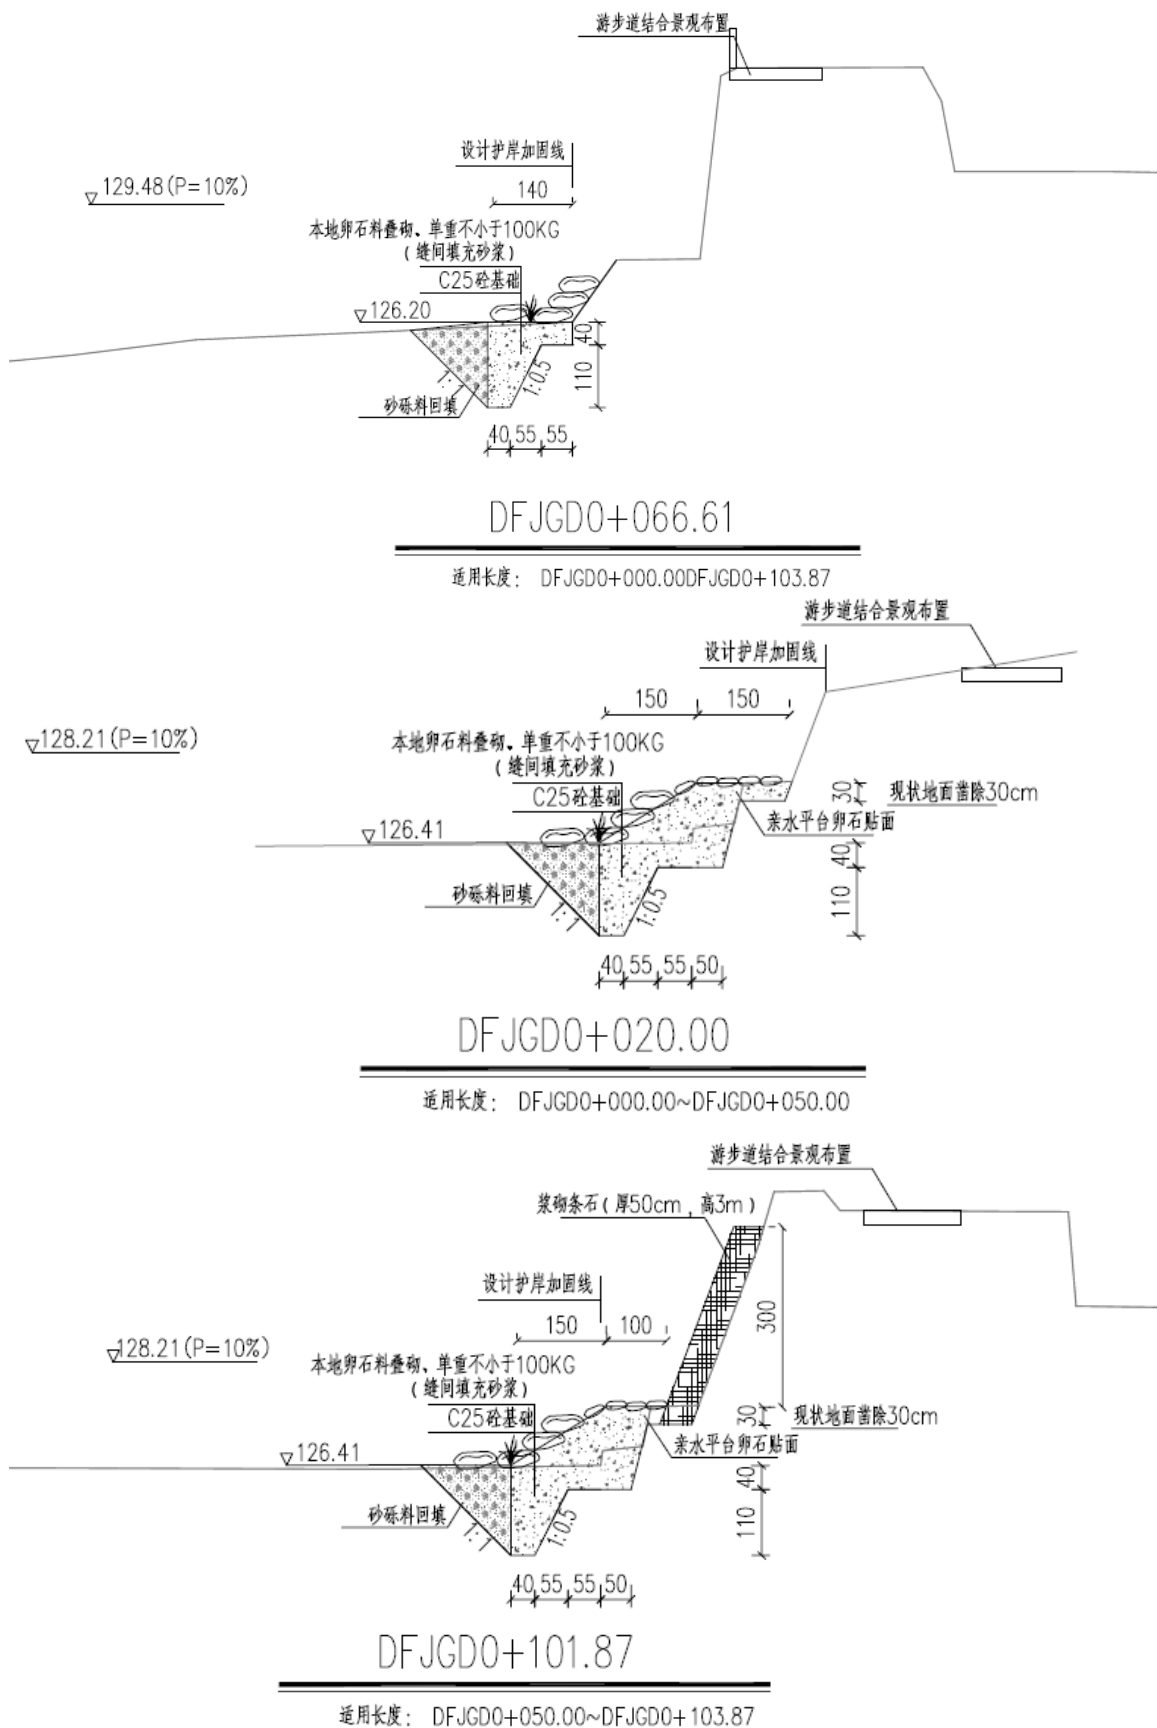 游步道结合景观布置
设计护岸加固线
129.48(P=10%)
140
本地卵石料叠砌、单重不小于100KG
(缝间填充砂浆)
C25砼基础
126.20
40
110
1:0.5
1:1
砂砾料回填
40 55 55
DFJGD0+066.61
适用长度: DFJGD0+000.00DFJGD0+103.87
游步道结合景观布置
设计护岸加固线
150 150
128.21(P=10%)
本地卵石料叠砌、单重不小于100KG
(缝间填充砂浆)
C25砼基础
30
现状地面凿除30cm
亲水平台卵石贴面
126.41
40
110
砂砾料回填
1:1
1:0.5
40 55 55 50
DFJGD0+020.00
适用长度: DFJGD0+000.00~DFJGD0+050.00
游步道结合景观布置
浆砌条石(厚50cm,高3m)
设计护岸加固线
300
150 100
128.21(P=10%)
本地卵石料叠砌、单重不小于100KG
(缝间填充砂浆)
C25砼基础
30
现状地面凿除30cm
亲水平台卵石贴面
126.41
40
110
砂砾料回填
1:1
1:0.5
40 55 55 50
DFJGD0+101.87
适用长度: DFJGD0+050.00~DFJGD0+103.87